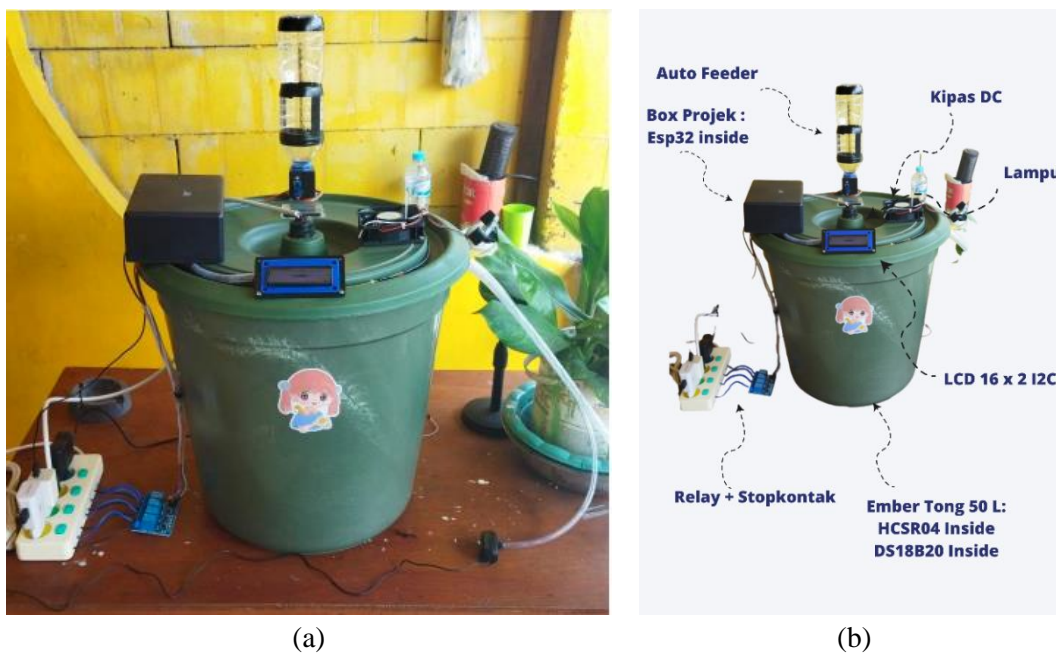 Auto Feeder
Box Projek :
Esp32 inside
Kipas DC
Lampu
LCD 16 x 2 I2C
Relay + Stopkontak
Ember Tong 50 L:
HCSR04 Inside
DS18B20 Inside
(a)
(b)